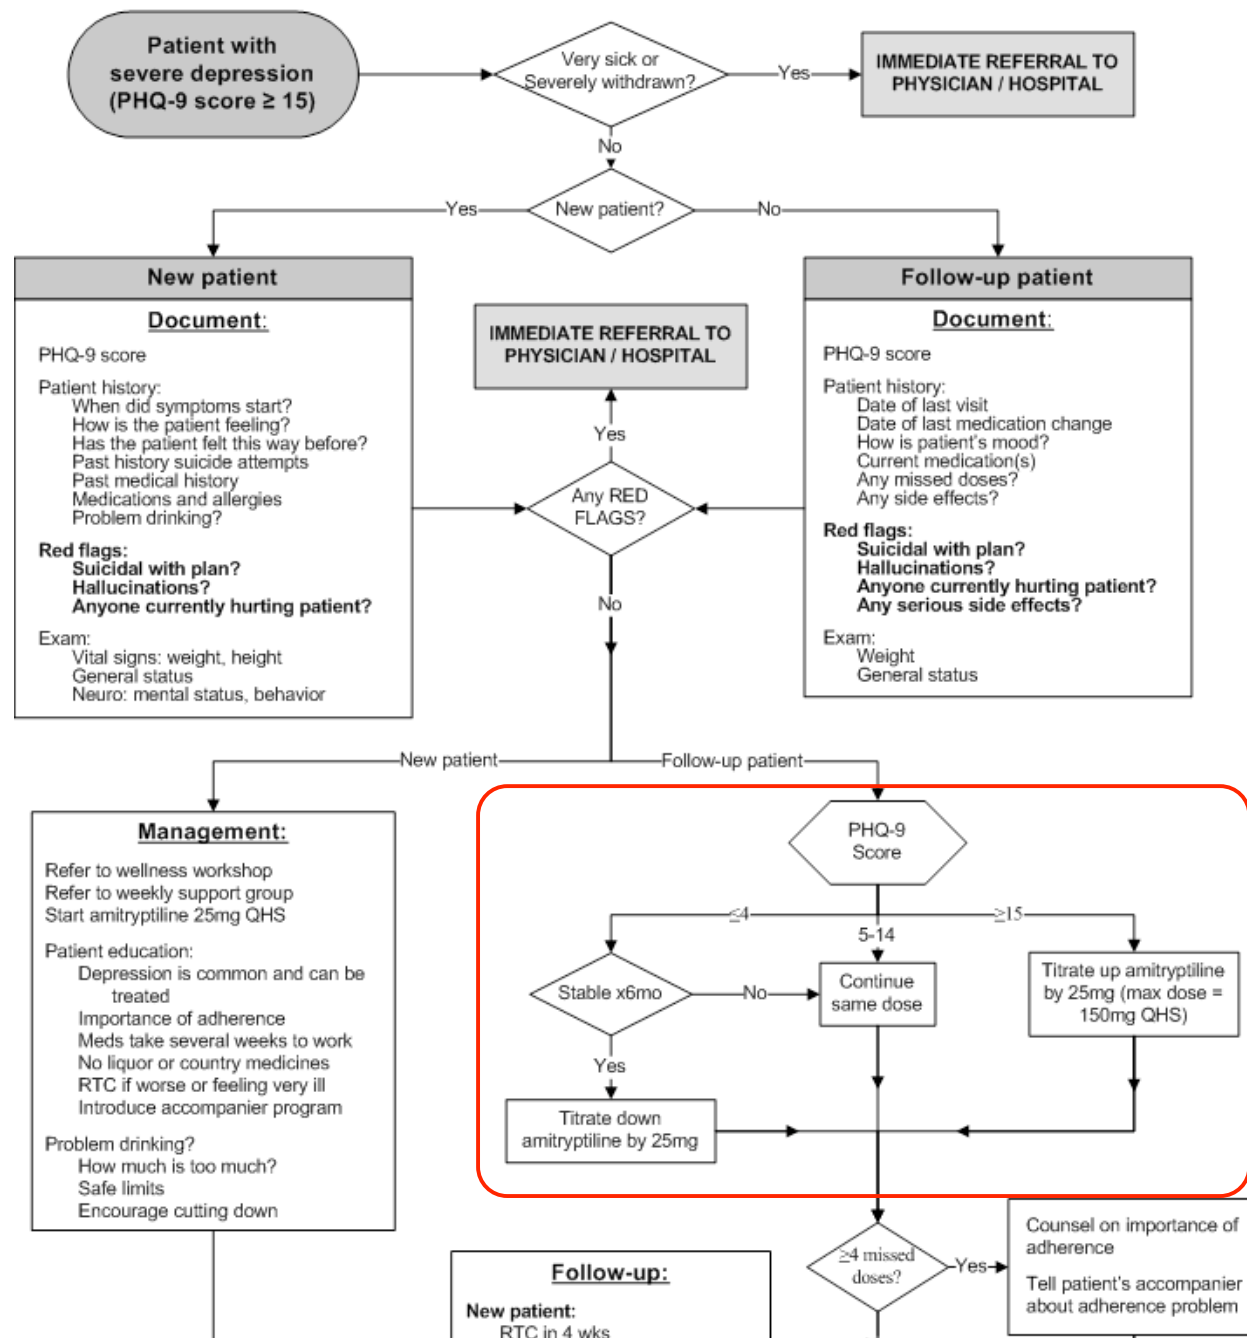 Patient with
severe depression
(PHQ-9 score ≥ 15)
Very sick or
Severely withdrawn?
Yes
IMMEDIATE REFERRAL TO
PHYSICIAN / HOSPITAL
No
New patient?
Yes
No
New patient
Document:
PHQ-9 score
Patient history:
When did symptoms start?
How is the patient feeling?
Has the patient felt this way before?
Past history suicide attempts
Past medical history
Medications and allergies
Problem drinking?
Red flags:
Suicidal with plan?
Hallucinations?
Anyone currently hurting patient?
Exam:
Vital signs: weight, height
General status
Neuro: mental status, behavior
IMMEDIATE REFERRAL TO
PHYSICIAN / HOSPITAL
Yes
Any RED
FLAGS?
No
Follow-up patient
Document:
PHQ-9 score
Patient history:
Date of last visit
Date of last medication change
How is patient's mood?
Current medication(s)
Any missed doses?
Any side effects?
Red flags:
Suicidal with plan?
Hallucinations?
Anyone currently hurting patient?
Any serious side effects?
Exam:
Weight
General status
New patient
Follow-up patient
Management:
Refer to wellness workshop
Refer to weekly support group
Start amitryptiline 25mg QHS
Patient education:
Depression is common and can be
treated
Importance of adherence
Meds take several weeks to work
No liquor or country medicines
RTC if worse or feeling very ill
Introduce accompanier program
Problem drinking?
How much is too much?
Safe limits
Encourage cutting down
PHQ-9
Score
≤4
5-14
≥15
Stable x6mo
No
Continue
same dose
Titrate up amitryptiline
by 25mg (max dose =
150mg QHS)
Yes
Titrate down
amitryptiline by 25mg
≥4 missed
doses?
Yes
Counsel on importance of
adherence
Tell patient's accompanier
about adherence problem
Follow-up:
New patient:
RTC in 4 wks